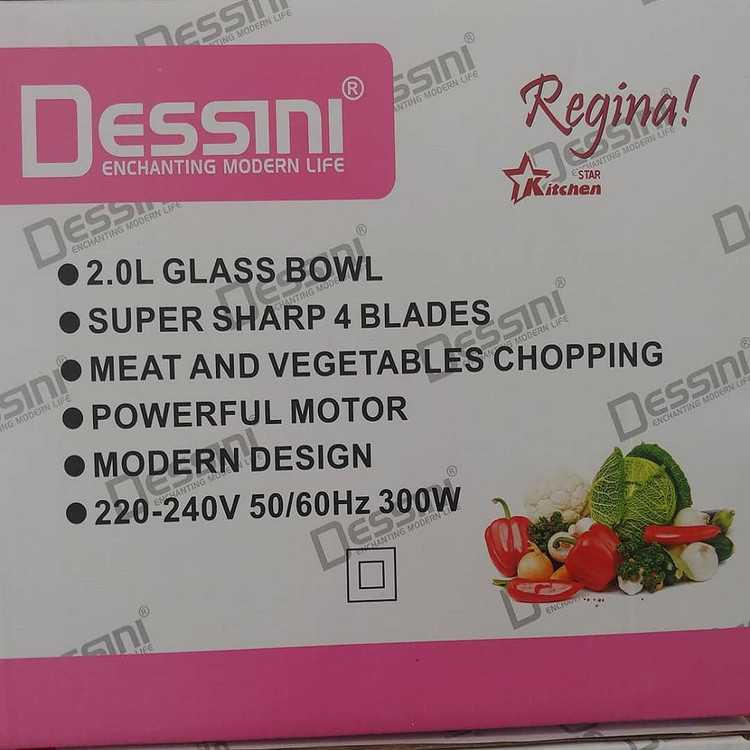 DESSINI®
ENCHANTING MODERN LIFE
Regina!
STAR
Kitchen
● 2.0L GLASS BOWL
● SUPER SHARP 4 BLADES
● MEAT AND VEGETABLES CHOPPING
● POWERFUL MOTOR
● MODERN DESIGN
● 220-240V 50/60Hz 300W